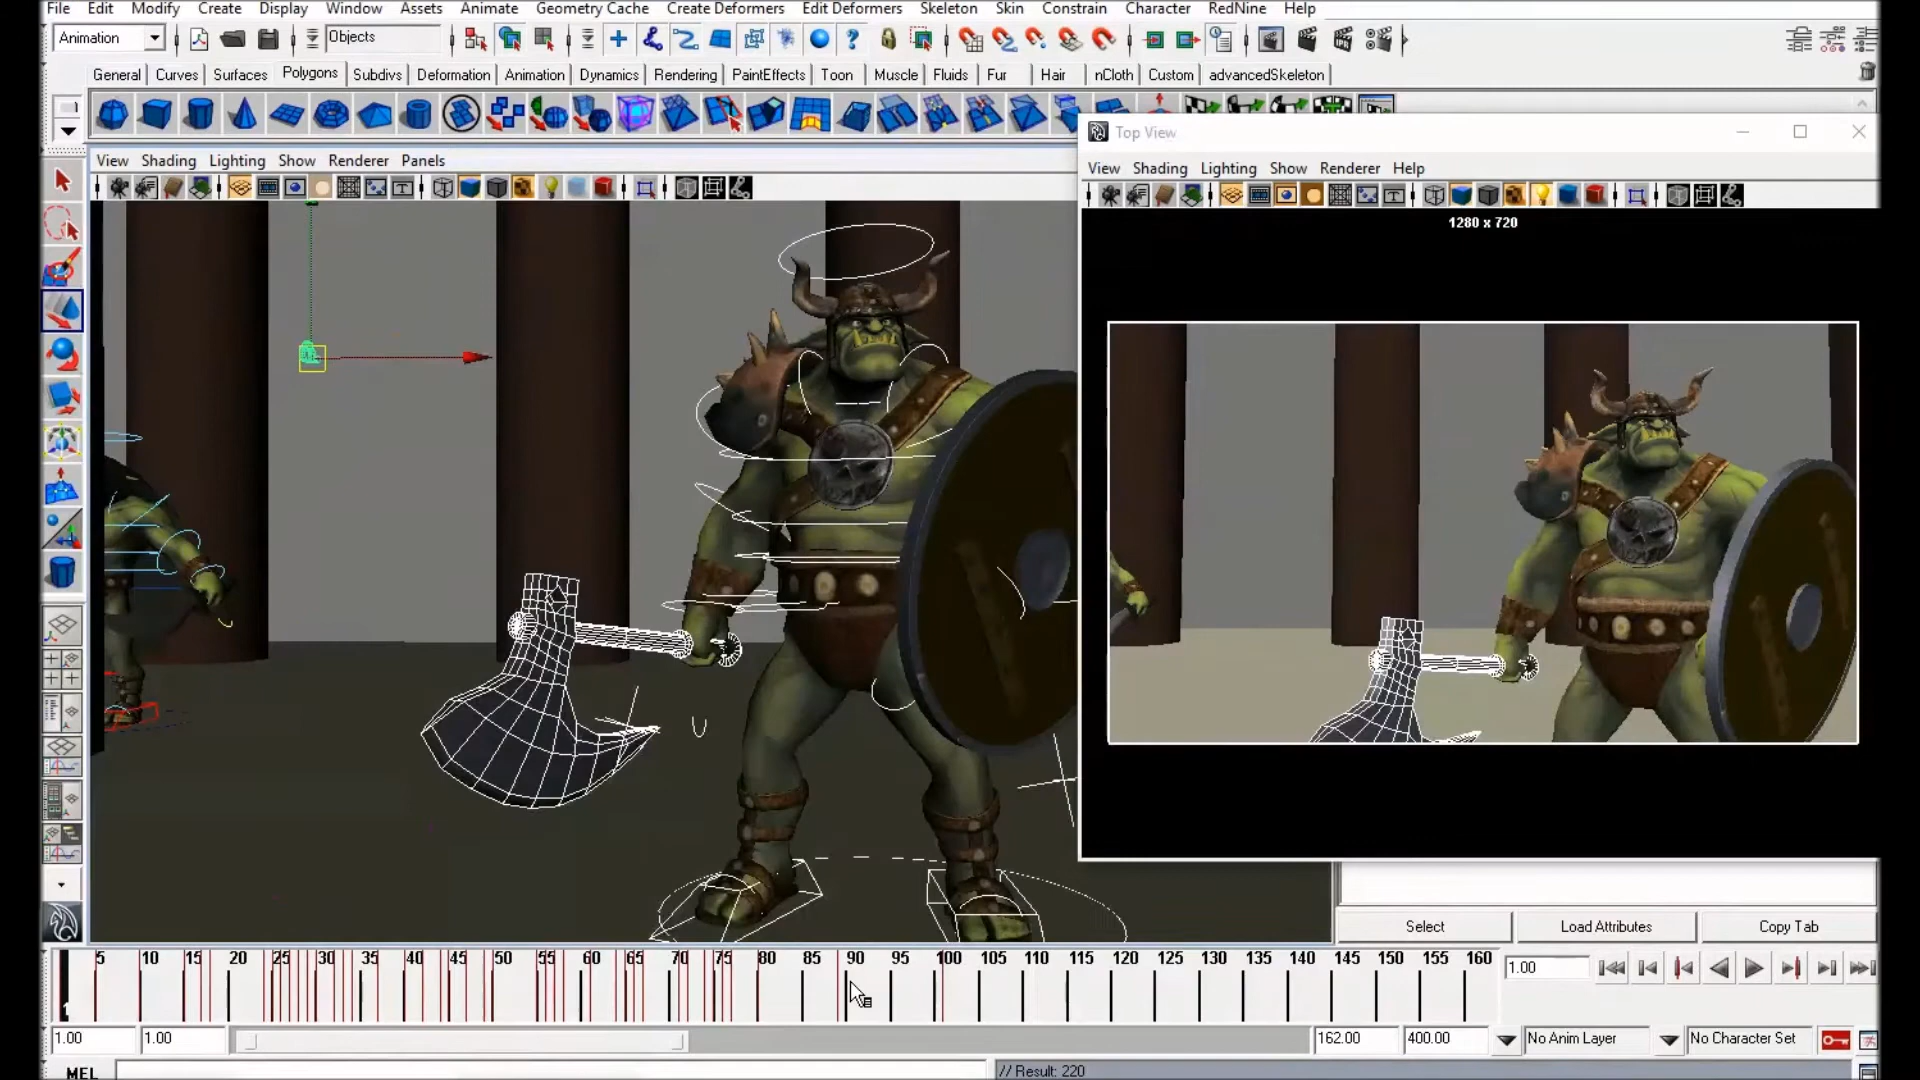 File Edit Modify Create Display Window Assets Animate Geometry Cache Create Deformers Edit Deformers Skeleton Skin Constrain Character RedNine Help
Animation Objects
General Curves Surfaces Polygons Subdivs Deformation Animation Dynamics Rendering PaintEffects Toon Muscle Fluids Fur Hair nCloth Custom advancedSkeleton
Top View
View Shading Lighting Show Renderer Panels
View Shading Lighting Show Renderer Help
1280 x 720
Select Load Attributes Copy Tab
5 10 15 20 25 30 35 40 45 50 55 60 65 70 75 80 85 90 95 100 105 110 115 120 125 130 135 140 145 150 155 160
1.00
1.00 1.00 162.00 400.00 No Anim Layer No Character Set
MEL // Result: 220